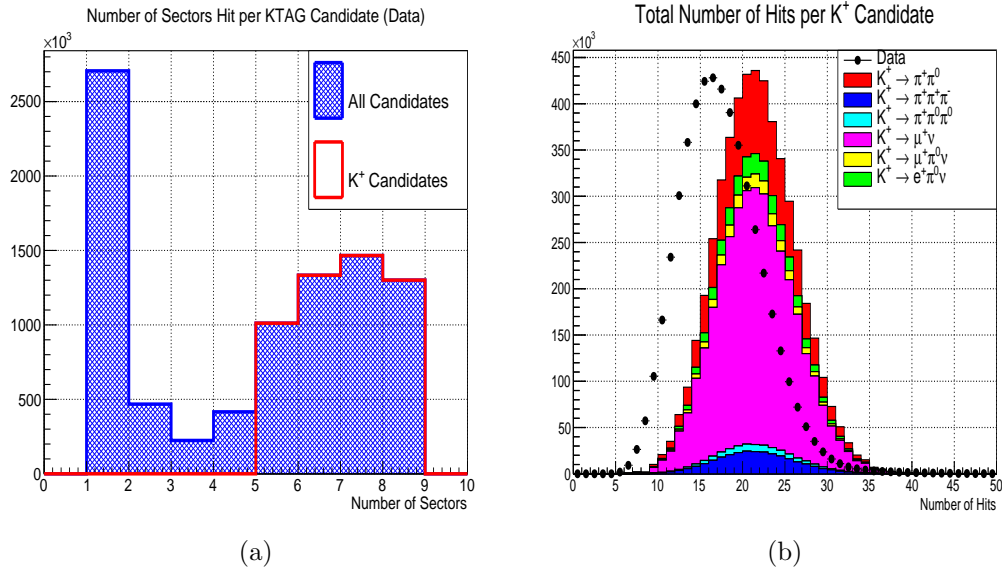 Number of Sectors Hit per KTAG Candidate (Data)
×10³
All Candidates
K⁺ Candidates
2500
2000
1500
1000
500
0
0 1 2 3 4 5 6 7 8 9 10
Number of Sectors
(a)
Total Number of Hits per K⁺ Candidate
×10³
Data
K⁺ → π⁺π⁰
K⁺ → π⁺π⁺π⁻
K⁺ → π⁺π⁰π⁰
K⁺ → μ⁺ν
K⁺ → μ⁺π⁰ν
K⁺ → e⁺π⁰ν
450
400
350
300
250
200
150
100
50
0
0 5 10 15 20 25 30 35 40 45 50
Number of Hits
(b)